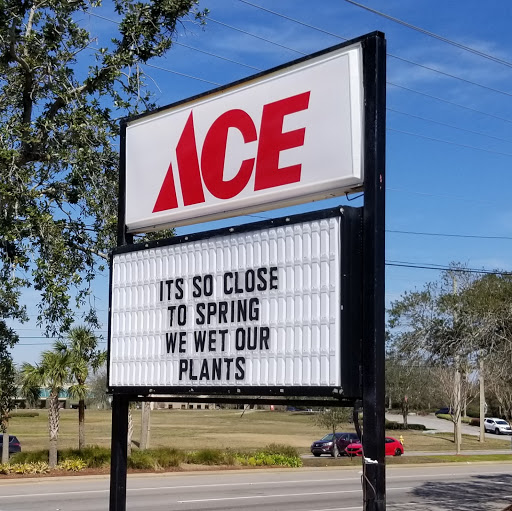 ACE
ITS SO CLOSE
TO SPRING
WE WET OUR
PLANTS